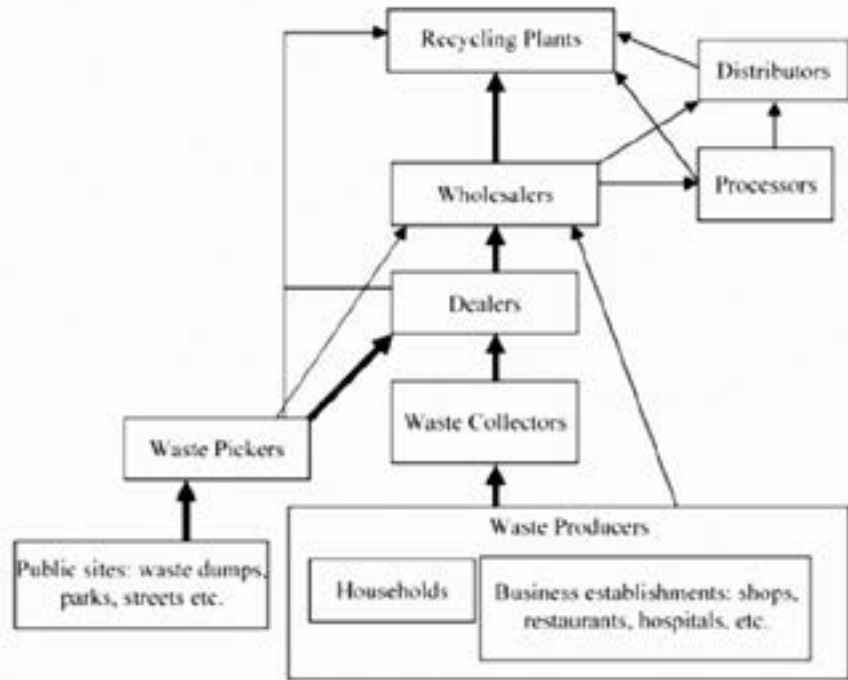 Recycling Plants
Distributors
Wholesalers
Processors
Dealers
Waste Collectors
Waste Pickers
Waste Producers
Public sites: waste dumps,
parks, streets etc.
Households
Business establishments: shops,
restaurants, hospitals, etc.